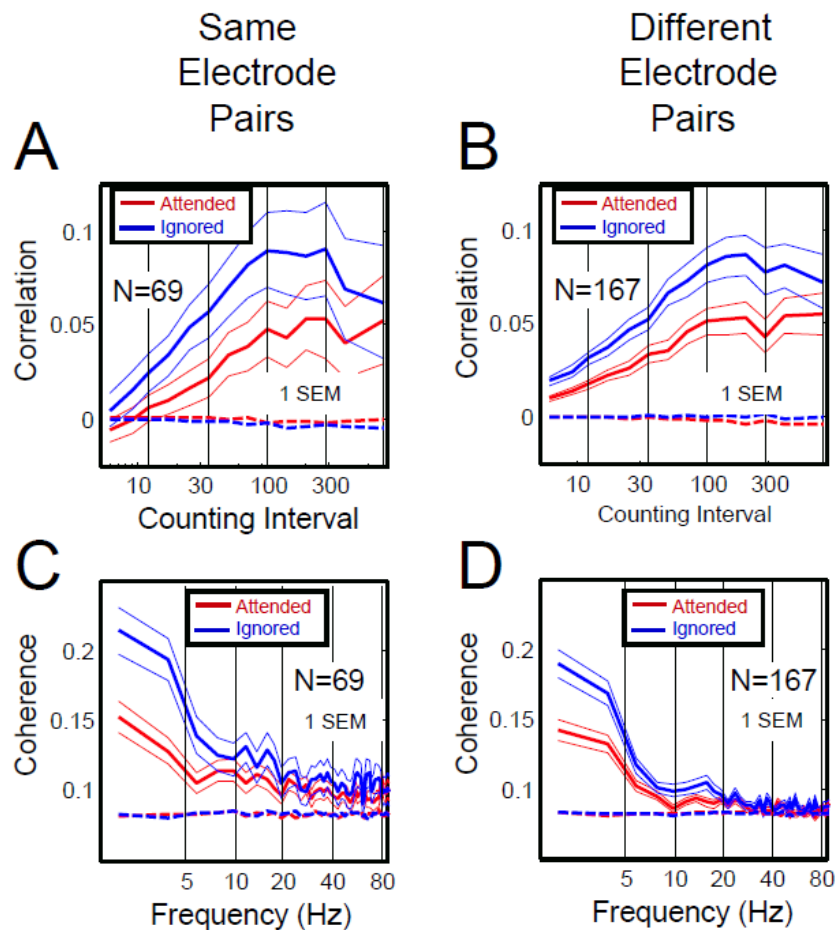 Same
Electrode
Pairs
Different
Electrode
Pairs
A
Attended
Ignored
N=69
1 SEM
Correlation
0.1
0.05
0
10 30 100 300
Counting Interval
B
Attended
Ignored
N=167
1 SEM
Correlation
0.1
0.05
0
10 30 100 300
Counting Interval
C
Attended
Ignored
N=69
1 SEM
Coherence
0.2
0.15
0.1
5 10 20 40 80
Frequency (Hz)
D
Attended
Ignored
N=167
1 SEM
Coherence
0.2
0.15
0.1
5 10 20 40 80
Frequency (Hz)